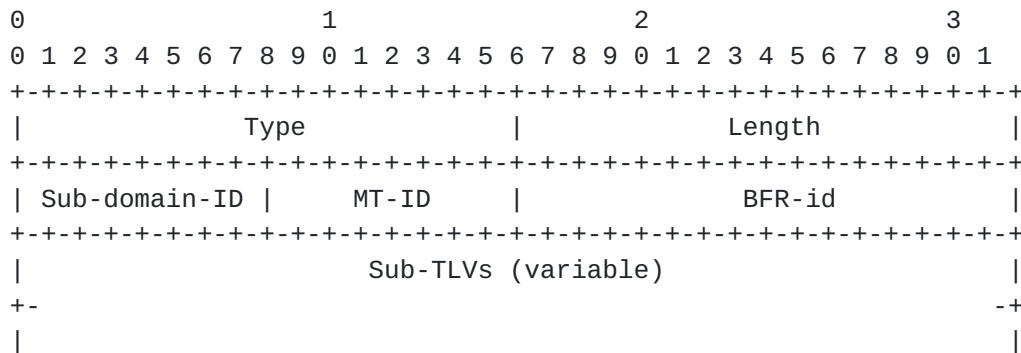 0                   1                   2                   3
0 1 2 3 4 5 6 7 8 9 0 1 2 3 4 5 6 7 8 9 0 1 2 3 4 5 6 7 8 9 0 1
+-+-+-+-+-+-+-+-+-+-+-+-+-+-+-+-+-+-+-+-+-+-+-+-+-+-+-+-+-+-+-+-+
|              Type             |             Length            |
+-+-+-+-+-+-+-+-+-+-+-+-+-+-+-+-+-+-+-+-+-+-+-+-+-+-+-+-+-+-+-+-+
| Sub-domain-ID |     MT-ID     |              BFR-id           |
+-+-+-+-+-+-+-+-+-+-+-+-+-+-+-+-+-+-+-+-+-+-+-+-+-+-+-+-+-+-+-+-+
|                      Sub-TLVs (variable)                      |
+-                                                             -+
|                                                               |